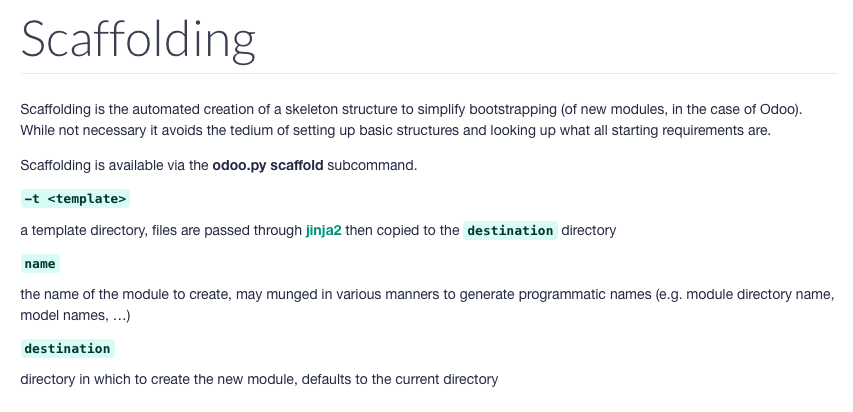 Scaffolding
Scaffolding is the automated creation of a skeleton structure to simplify bootstrapping (of new modules, in the case of Odoo).
While not necessary it avoids the tedium of setting up basic structures and looking up what all starting requirements are.
Scaffolding is available via the odoo.py scaffold subcommand.
-t <template>
a template directory, files are passed through jinja2 then copied to the destination directory
name
the name of the module to create, may munged in various manners to generate programmatic names (e.g. module directory name,
model names, …)
destination
directory in which to create the new module, defaults to the current directory